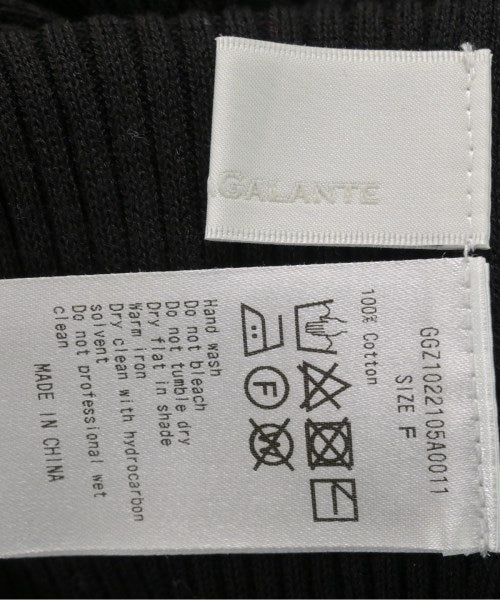 GALANTE
GGZ1022105A0011
SIZE F
100% Cotton
F
W
Hand wash
Do not bleach
Do not tumble dry
Dry flat in shade
Warm iron
Dry clean with hydrocarbon
solvent
Do not professional wet
clean
MADE IN CHINA